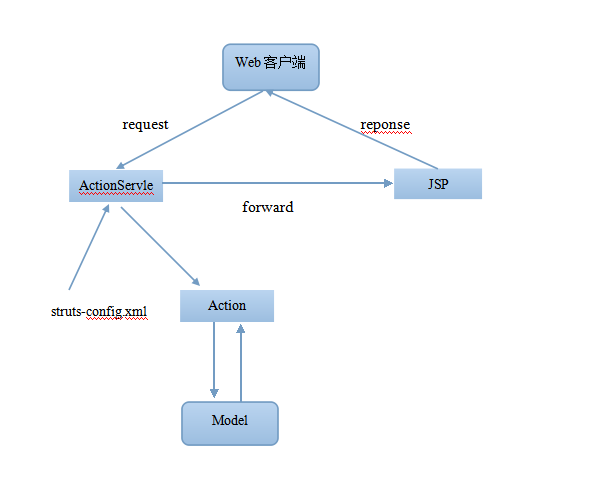 Web 客户端
request
reponse
ActionServle
JSP
forward
Action
struts-config.xml
Model